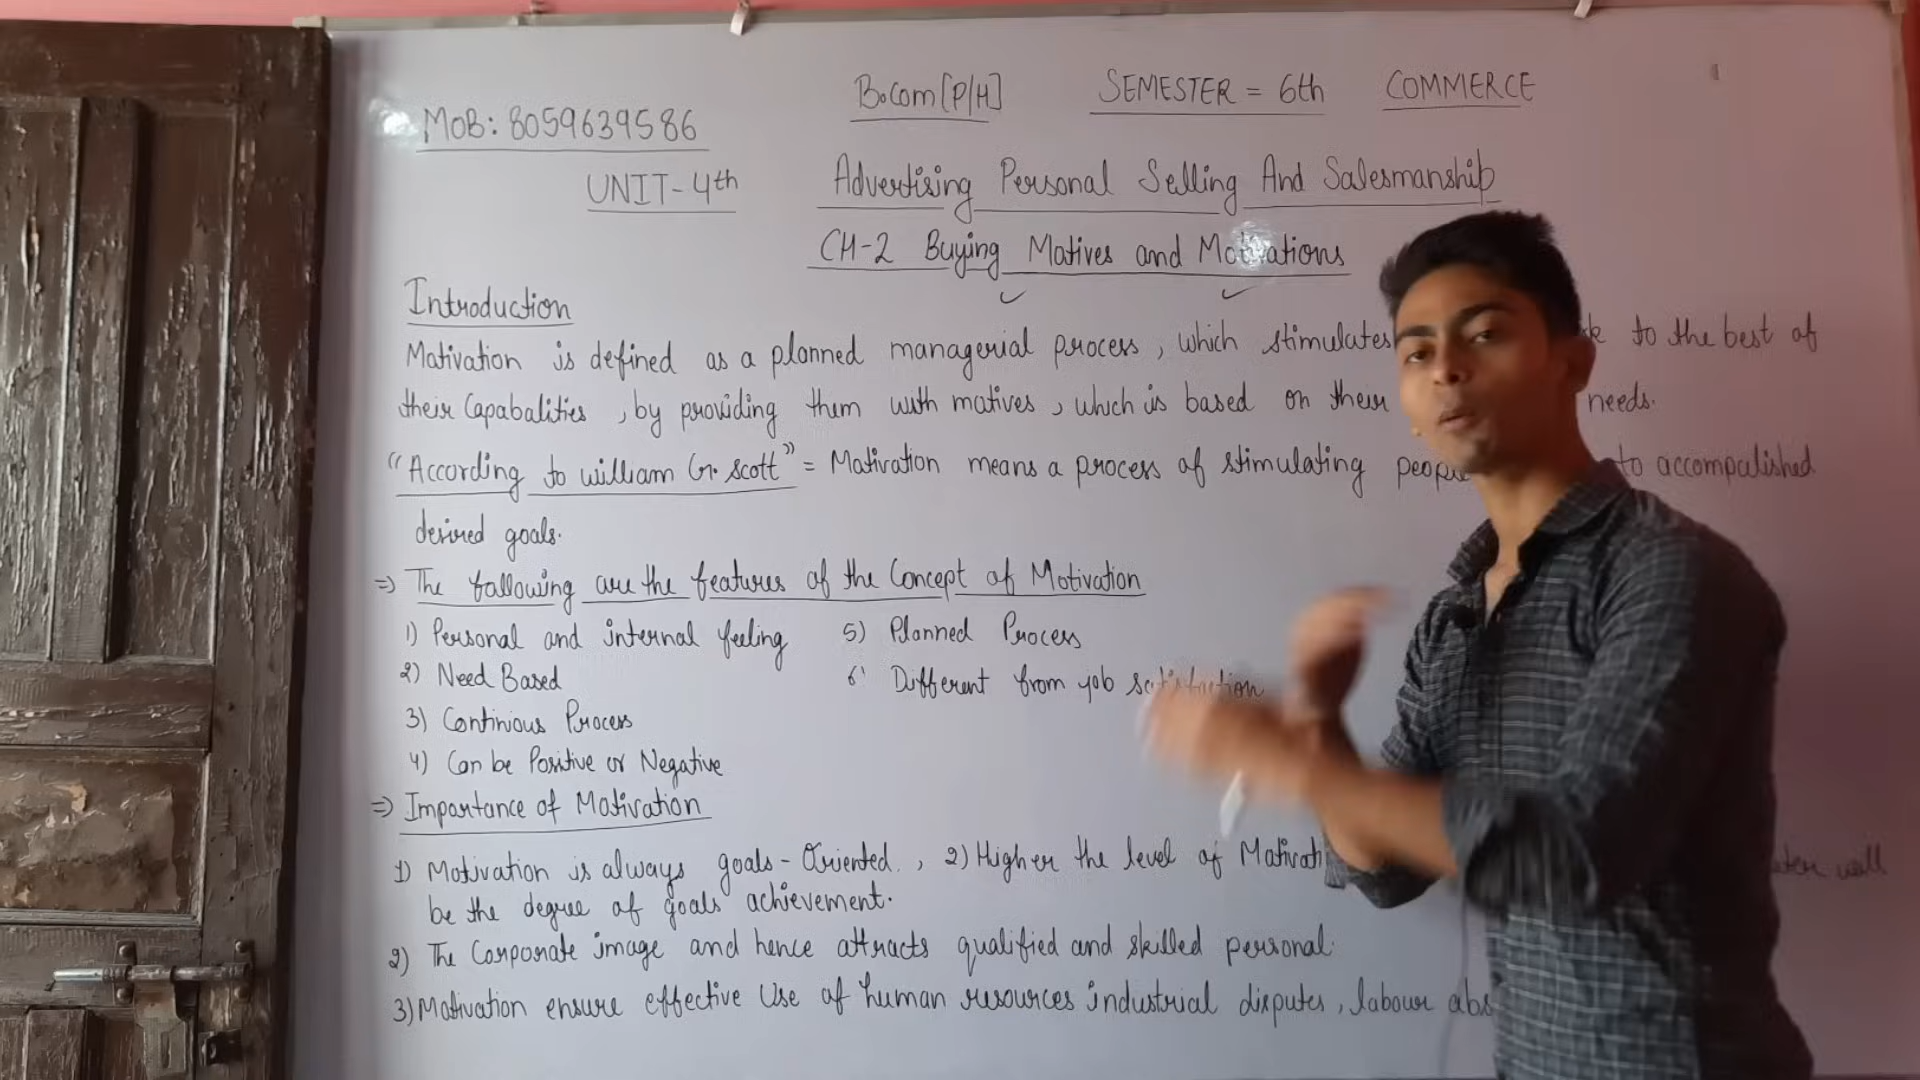 B.Com [P/H] SEMESTER = 6th COMMERCE
MOB: 8059639586
UNIT-4th Advertising Personal Selling And Salesmanship
CH-2 Buying Motives and Motivations
Introduction
Motivation is defined as a planned managerial process, which stimulates to the best of
their Capabalities, by providing them with motives, which is based on their needs.
"According to william G. scott" = Motivation means a process of stimulating to accompalished
desired goals.
=> The following are the features of the Concept of Motivation
1) Personal and internal feeling 5) Planned Process
2) Need Based 6 Different from job satisfaction
3) Continious Process
4) Can be Positive or Negative
=> Importance of Motivation
1) Motivation is always goals-Oriented., 2) Higher the level of will
be the degree of goals achievement.
2) The Corporate image and hence attracts qualified and skilled personal.
3) Motivation ensure effective Use of human resources industrial disputes, labour